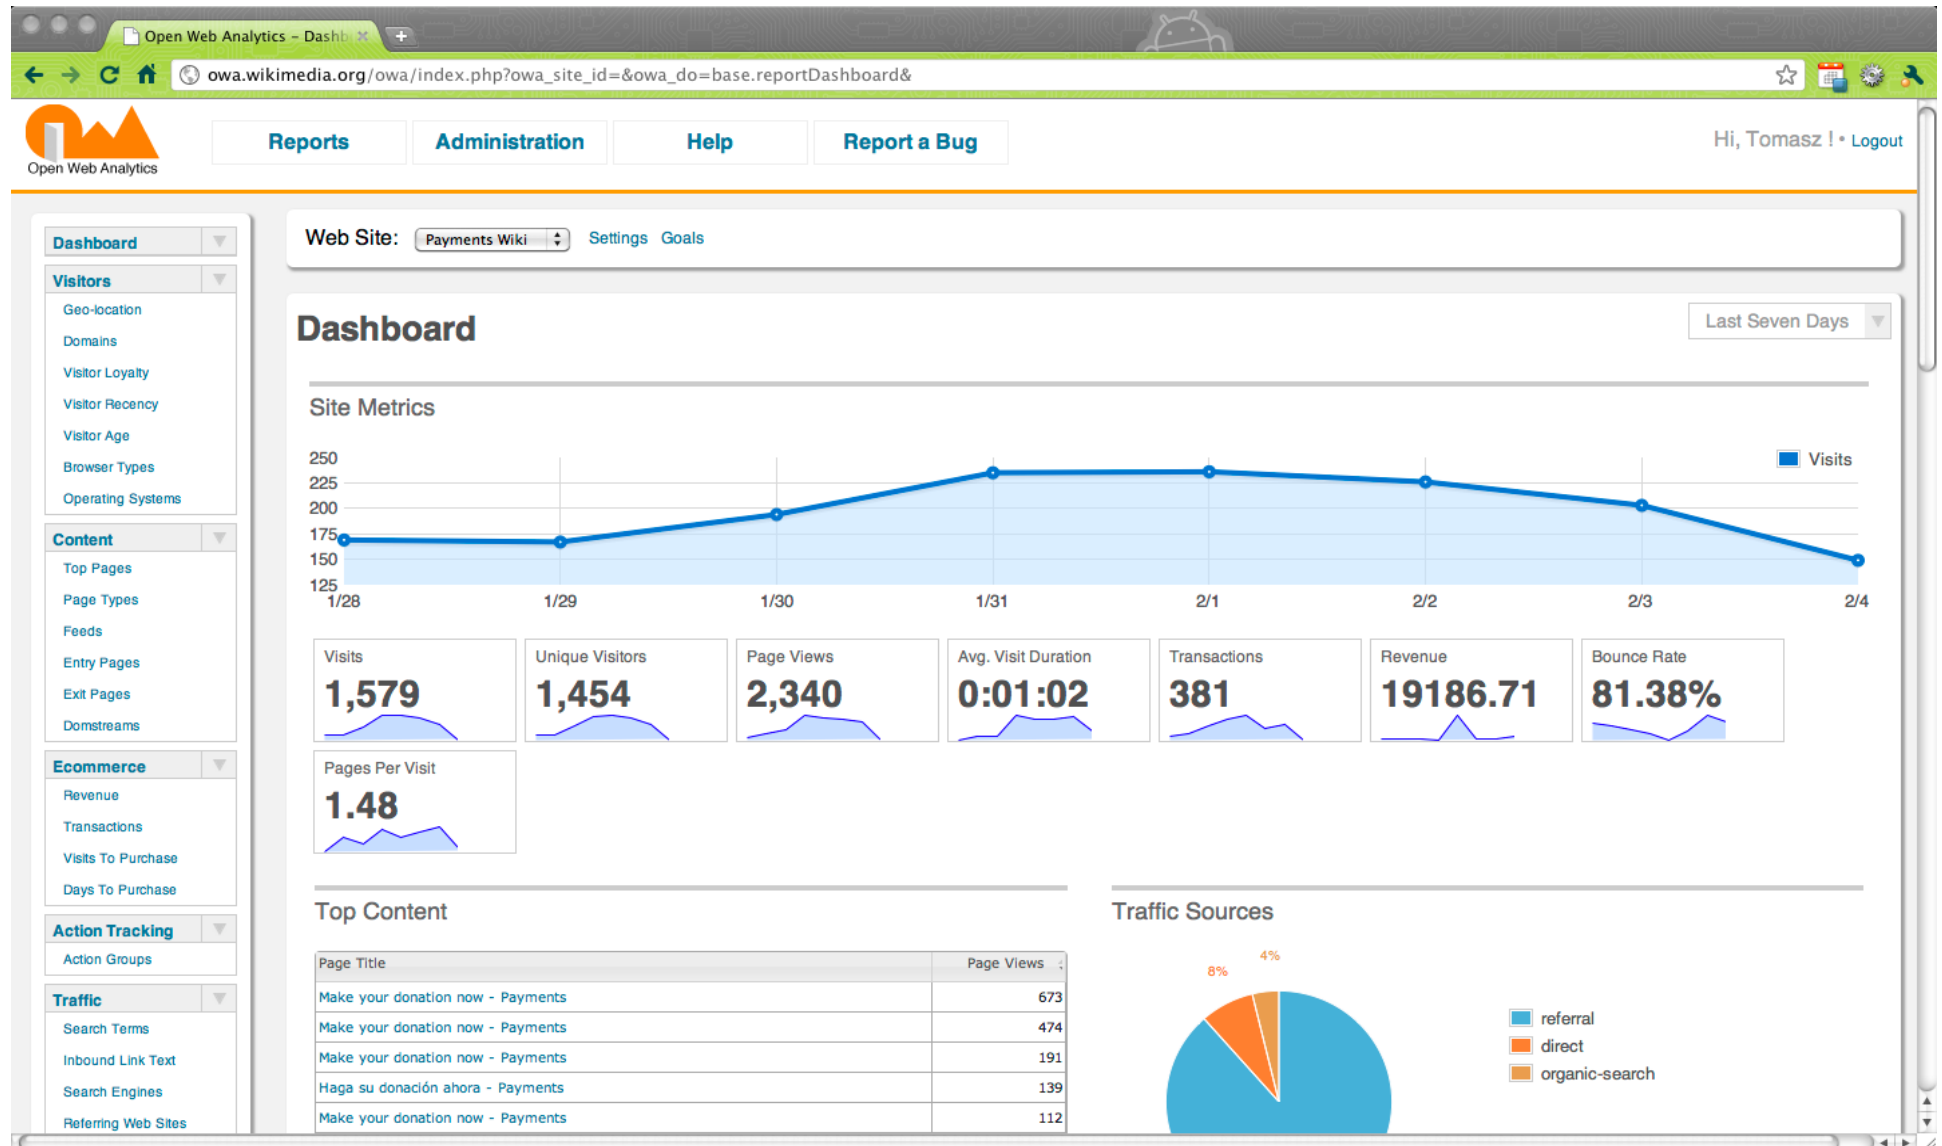 Open Web Analytics – Dashb
owa.wikimedia.org/owa/index.php?owa_site_id=&owa_do=base.reportDashboard&
Open Web Analytics
Reports
Administration
Help
Report a Bug
Hi, Tomasz ! • Logout
Dashboard
Visitors
Geo-location
Domains
Visitor Loyalty
Visitor Recency
Visitor Age
Browser Types
Operating Systems
Content
Top Pages
Page Types
Feeds
Entry Pages
Exit Pages
Domstreams
Ecommerce
Revenue
Transactions
Visits To Purchase
Days To Purchase
Action Tracking
Action Groups
Traffic
Search Terms
Inbound Link Text
Search Engines
Referring Web Sites
Web Site: Payments Wiki Settings Goals
Dashboard
Last Seven Days
Site Metrics
250
225
200
175
150
125
Visits
1/28 1/29 1/30 1/31 2/1 2/2 2/3 2/4
Visits
1,579
Unique Visitors
1,454
Page Views
2,340
Avg. Visit Duration
0:01:02
Transactions
381
Revenue
19186.71
Bounce Rate
81.38%
Pages Per Visit
1.48
Top Content
Page Title Page Views
Make your donation now - Payments 673
Make your donation now - Payments 474
Make your donation now - Payments 191
Haga su donación ahora - Payments 139
Make your donation now - Payments 112
Traffic Sources
4%
8%
referral
direct
organic-search